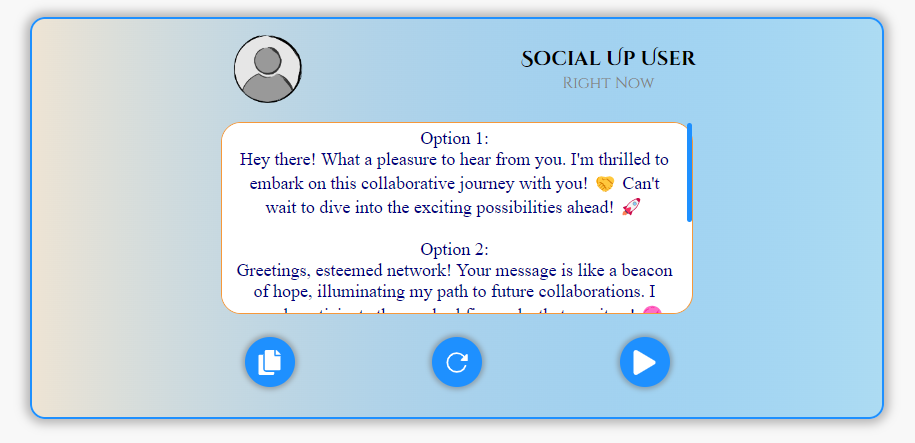 Social Up User
Right Now
Option 1:
Hey there! What a pleasure to hear from you. I'm thrilled to
embark on this collaborative journey with you! 🤝 Can't
wait to dive into the exciting possibilities ahead! 🚀
Option 2:
Greetings, esteemed network! Your message is like a beacon
of hope, illuminating my path to future collaborations. I